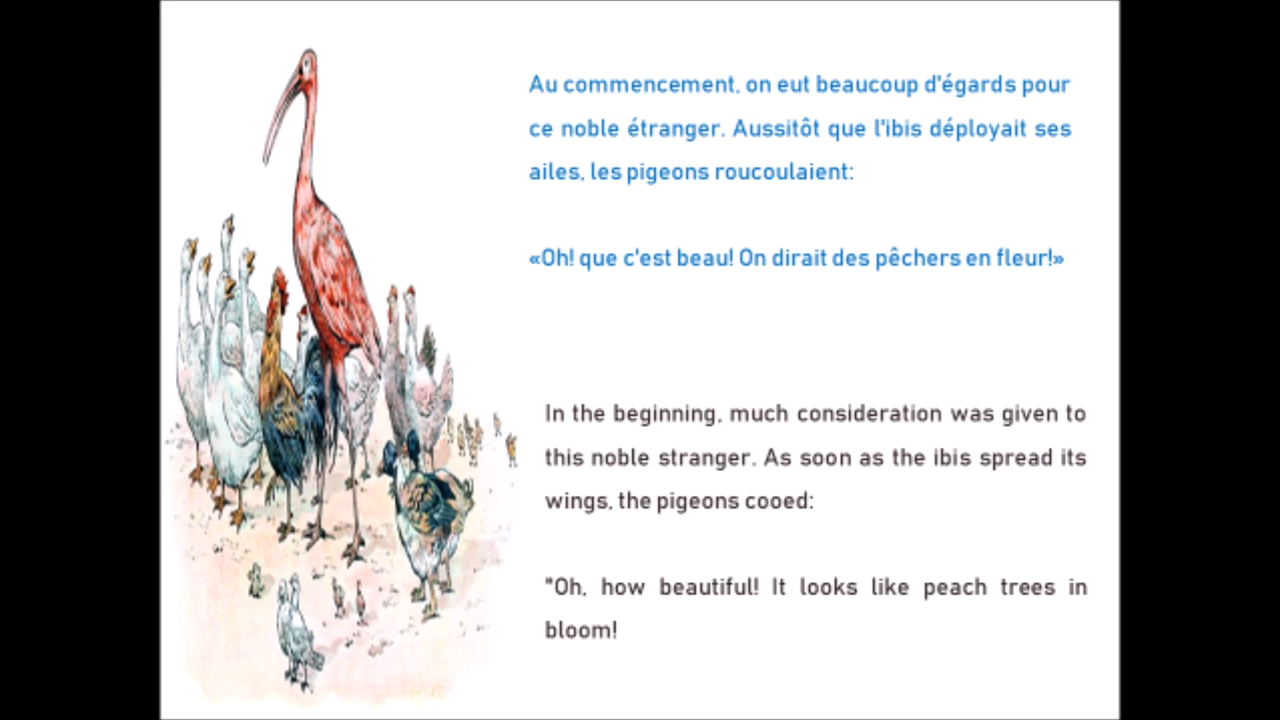 Au commencement, on eut beaucoup d'égards pour
ce noble étranger. Aussitôt que l'ibis déployait ses
ailes, les pigeons roucoulaient:
«Oh! que c'est beau! On dirait des pêchers en fleur!»
In the beginning, much consideration was given to
this noble stranger. As soon as the ibis spread its
wings, the pigeons cooed:
"Oh, how beautiful! It looks like peach trees in
bloom!